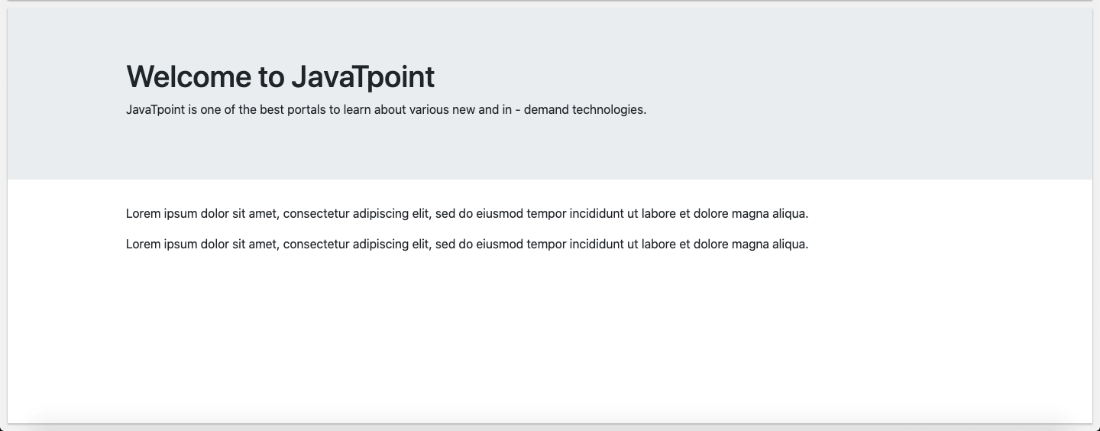 Welcome to JavaTpoint
JavaTpoint is one of the best portals to learn about various new and in - demand technologies.
Lorem ipsum dolor sit amet, consectetur adipiscing elit, sed do eiusmod tempor incididunt ut labore et dolore magna aliqua.
Lorem ipsum dolor sit amet, consectetur adipiscing elit, sed do eiusmod tempor incididunt ut labore et dolore magna aliqua.